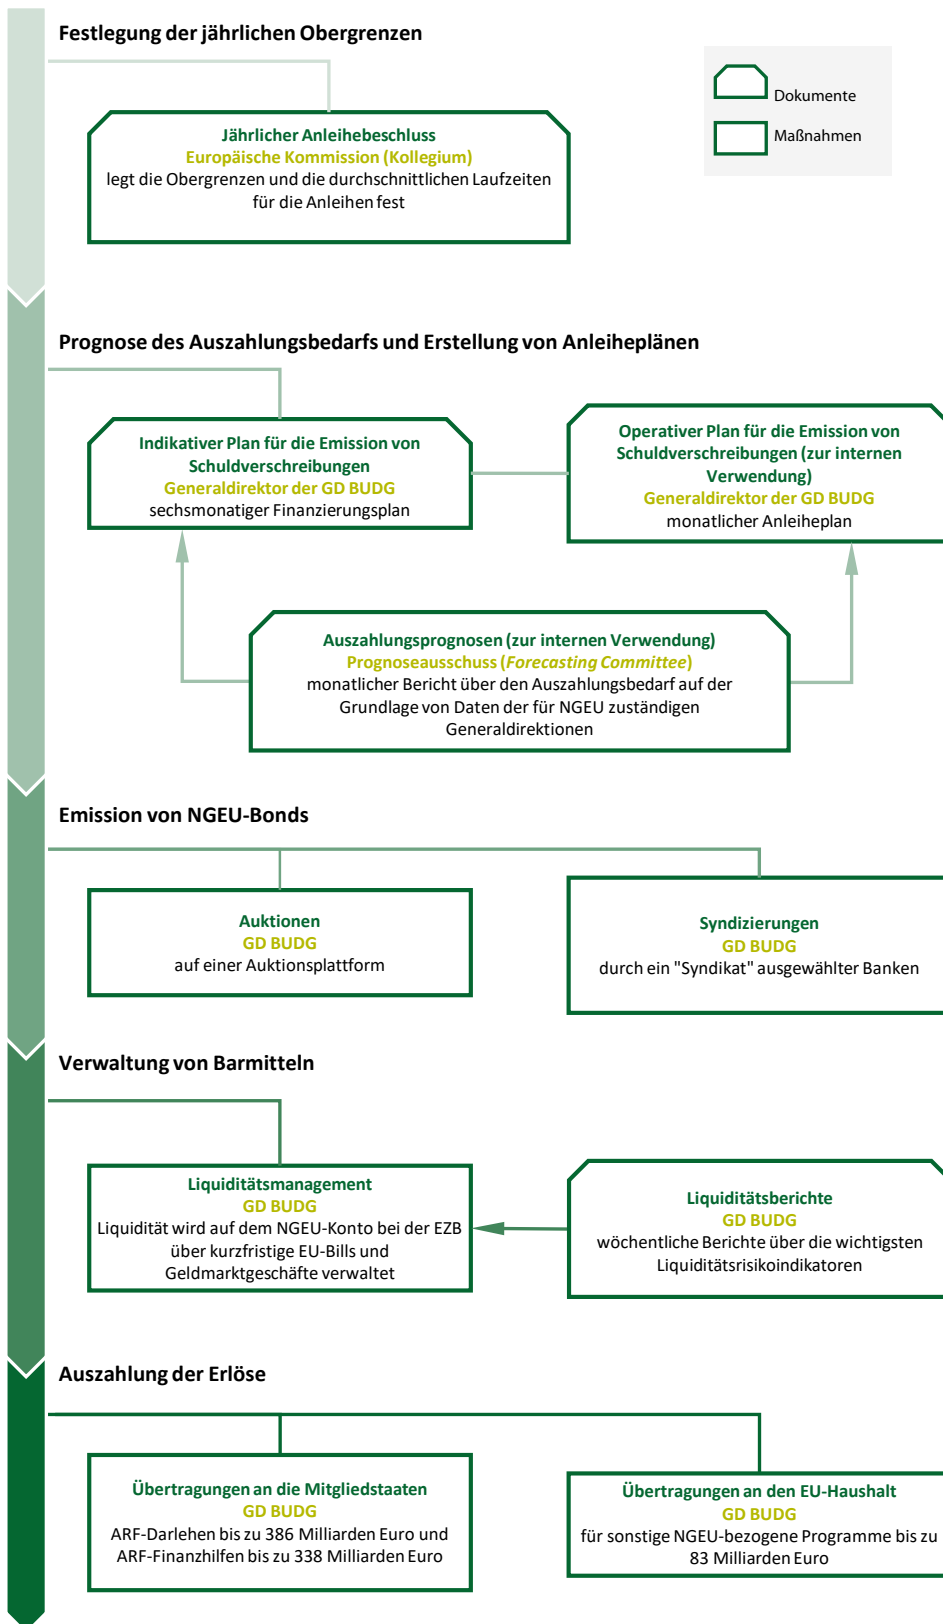 Festlegung der jährlichen Obergrenzen
Dokumente
Maßnahmen
Jährlicher Anleihebeschluss
Europäische Kommission (Kollegium)
legt die Obergrenzen und die durchschnittlichen Laufzeiten
für die Anleihen fest
Prognose des Auszahlungsbedarfs und Erstellung von Anleiheplänen
Indikativer Plan für die Emission von
Schuldverschreibungen
Generaldirektor der GD BUDG
sechsmonatiger Finanzierungsplan
Operativer Plan für die Emission von
Schuldverschreibungen (zur internen
Verwendung)
Generaldirektor der GD BUDG
monatlicher Anleiheplan
Auszahlungsprognosen (zur internen Verwendung)
Prognoseausschuss (Forecasting Committee)
monatlicher Bericht über den Auszahlungsbedarf auf der
Grundlage von Daten der für NGEU zuständigen
Generaldirektionen
Emission von NGEU-Bonds
Auktionen
GD BUDG
auf einer Auktionsplattform
Syndizierungen
GD BUDG
durch ein "Syndikat" ausgewählter Banken
Verwaltung von Barmitteln
Liquiditätsmanagement
GD BUDG
Liquidität wird auf dem NGEU-Konto bei der EZB
über kurzfristige EU-Bills und
Geldmarktgeschäfte verwaltet
Liquiditätsberichte
GD BUDG
wöchentliche Berichte über die wichtigsten
Liquiditätsrisikoindikatoren
Auszahlung der Erlöse
Übertragungen an die Mitgliedstaaten
GD BUDG
ARF-Darlehen bis zu 386 Milliarden Euro und
ARF-Finanzhilfen bis zu 338 Milliarden Euro
Übertragungen an den EU-Haushalt
GD BUDG
für sonstige NGEU-bezogene Programme bis zu
83 Milliarden Euro